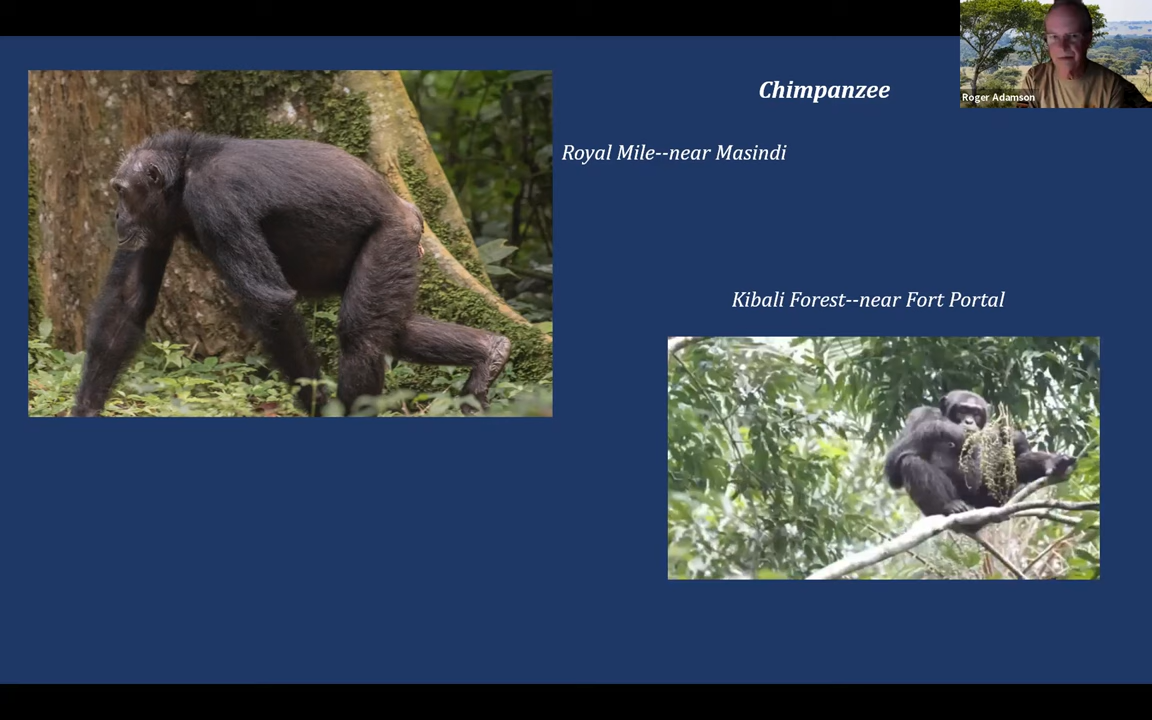 Chimpanzee
Roger Adamson
Royal Mile--near Masindi
Kibali Forest--near Fort Portal